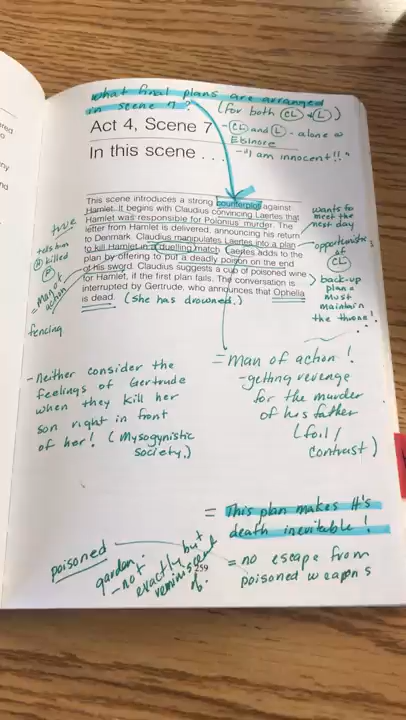 What final plans are arranged
in scene 7?
(for both CL + L)
Act 4, Scene 7
- CL and L - alone @
Elsinore
- "I am innocent!!"
In this scene ....
This scene introduces a strong counterplot against
Hamlet. It begins with Claudius convincing Laertes that
Hamlet was responsible for Polonius' murder. The
letter from Hamlet is delivered, announcing his return
to Denmark. Claudius manipulates Laertes into a plan
to kill Hamlet in a duelling match. Laertes adds to the
plan by offering to put a deadly poison on the end
of his sword. Claudius suggests a cup of poisoned wine
for Hamlet, if the first plan fails. The conversation is
interrupted by Gertrude, who announces that Ophelia
is dead. (she has drowned.)
wants to
meet the
next day
- opportunistic
of
CL
> back-up
plan =
must
maintain
the throne!
true
tells him
H killed
P
= man of
action
fencing
= man of action!
- getting revenge
for the murder
of his father
(foil/
contrast)
- Neither consider the
feelings of Gertrude
when they kill her
son right in front
of her! (Mysogynistic
society.)
= This plan makes H's
death inevitable!
= no escape from
poisoned weapons
poisoned
garden
- not
exactly but
reminiscent
of.
259